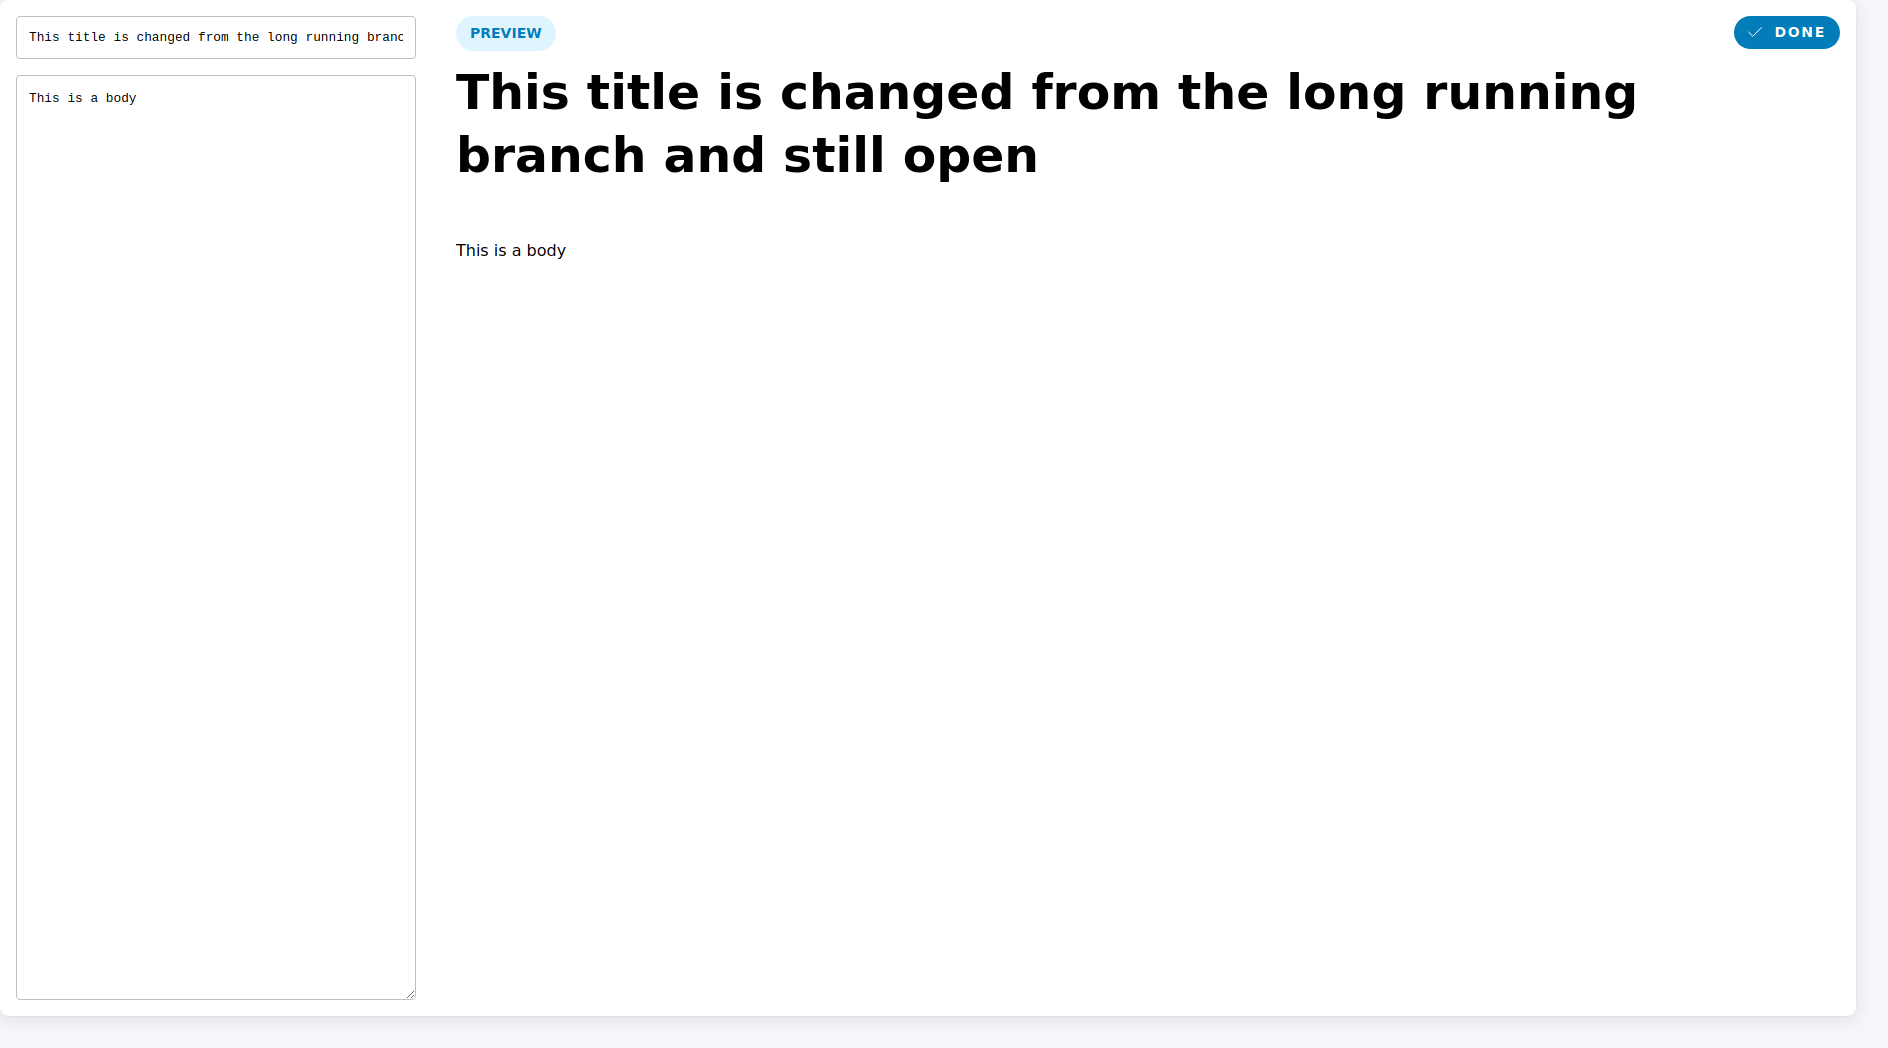 This title is changed from the long running branc
This is a body
PREVIEW
DONE
This title is changed from the long running
branch and still open
This is a body